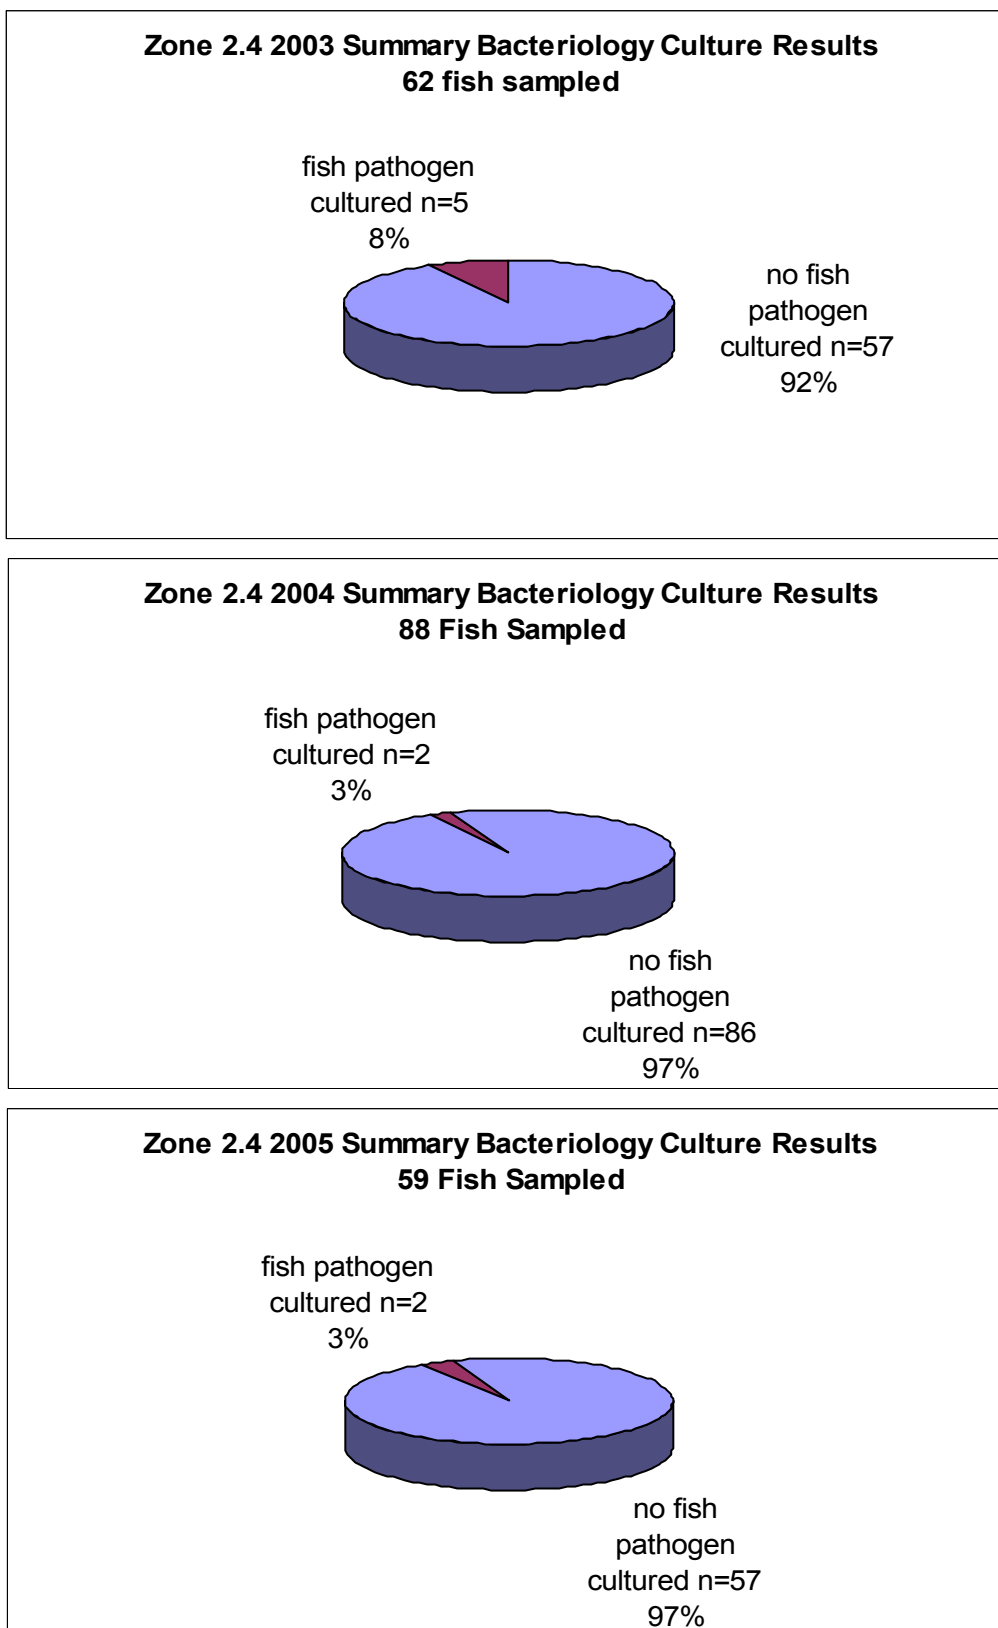 Zone 2.4 2003 Summary Bacteriology Culture Results
62 fish sampled
fish pathogen
cultured n=5
8%
no fish
pathogen
cultured n=57
92%
Zone 2.4 2004 Summary Bacteriology Culture Results
88 Fish Sampled
fish pathogen
cultured n=2
3%
no fish
pathogen
cultured n=86
97%
Zone 2.4 2005 Summary Bacteriology Culture Results
59 Fish Sampled
fish pathogen
cultured n=2
3%
no fish
pathogen
cultured n=57
97%